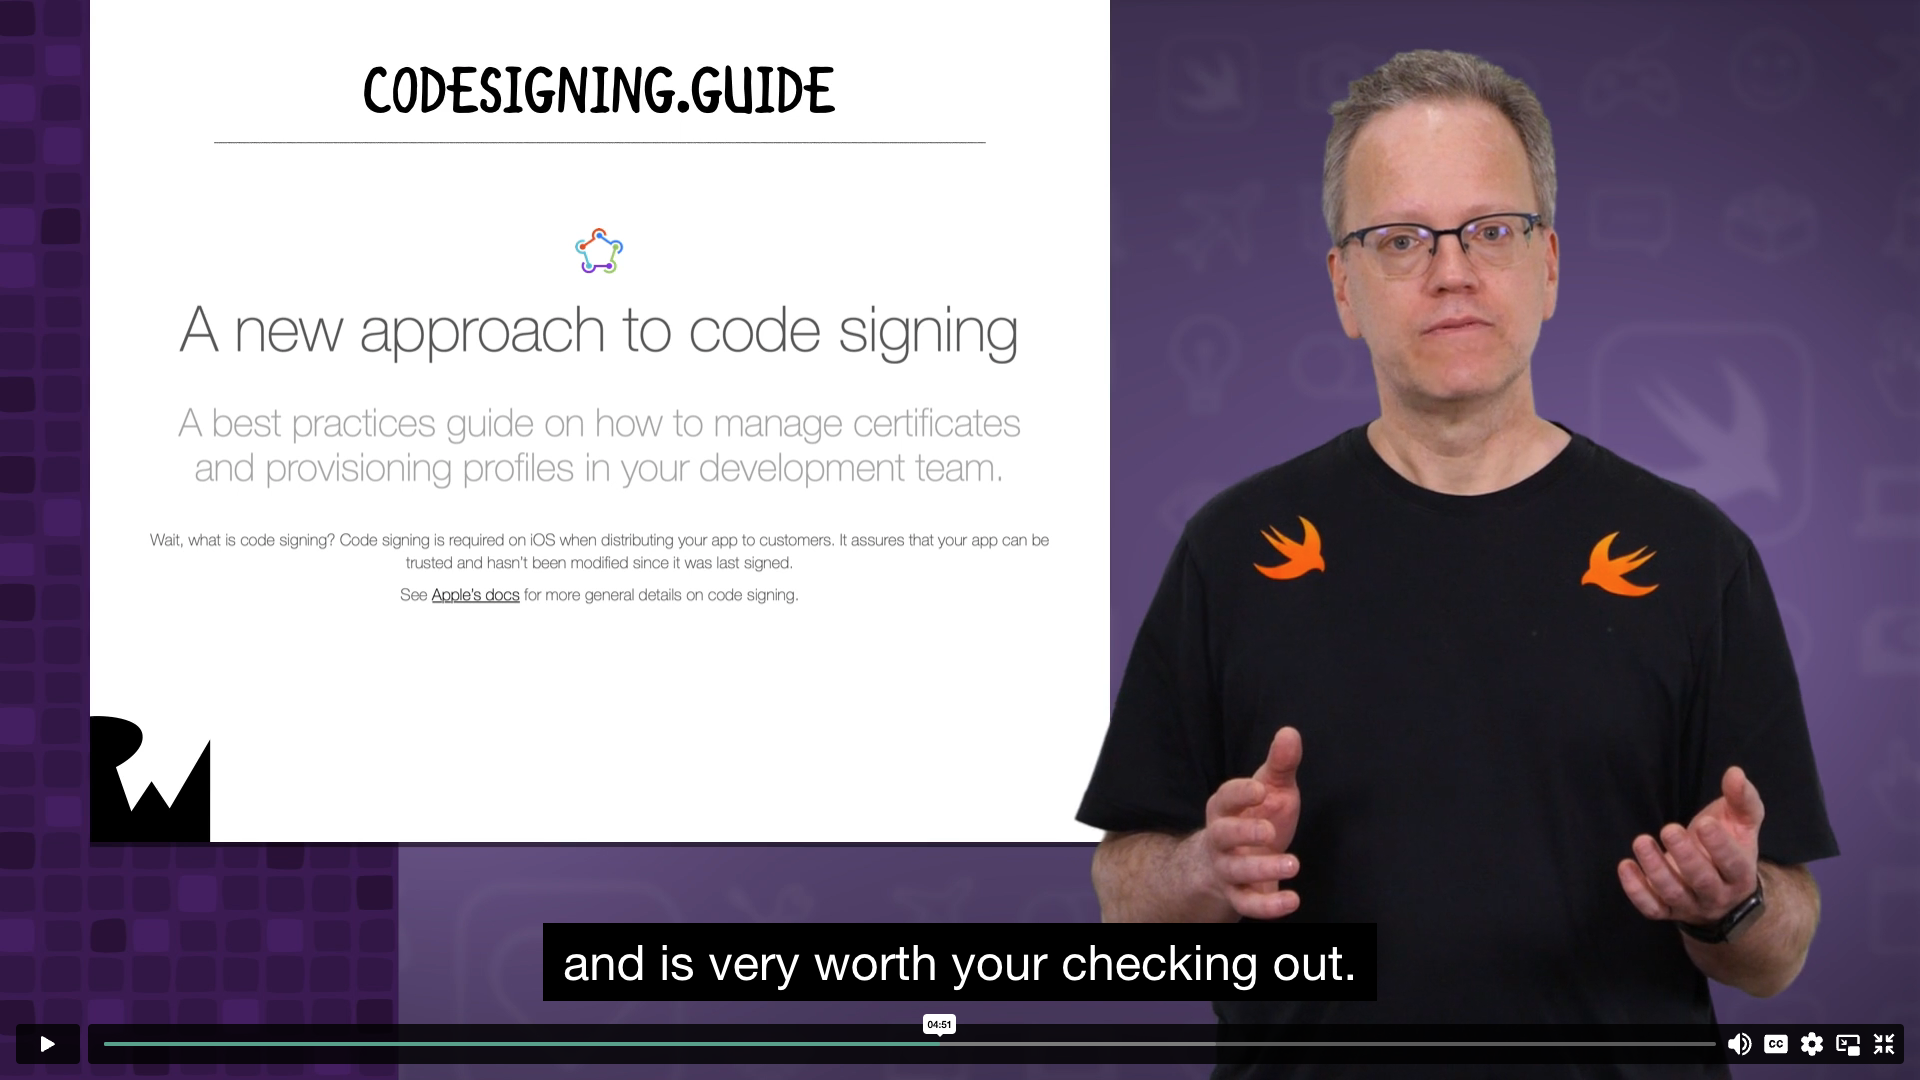 CODESIGNING.GUIDE
A new approach to code signing
A best practices guide on how to manage certificates
and provisioning profiles in your development team.
Wait, what is code signing? Code signing is required on iOS when distributing your app to customers. It assures that your app can be
trusted and hasn't been modified since it was last signed.
See Apple's docs for more general details on code signing.
RW
and is very worth your checking out.
04:51
CC